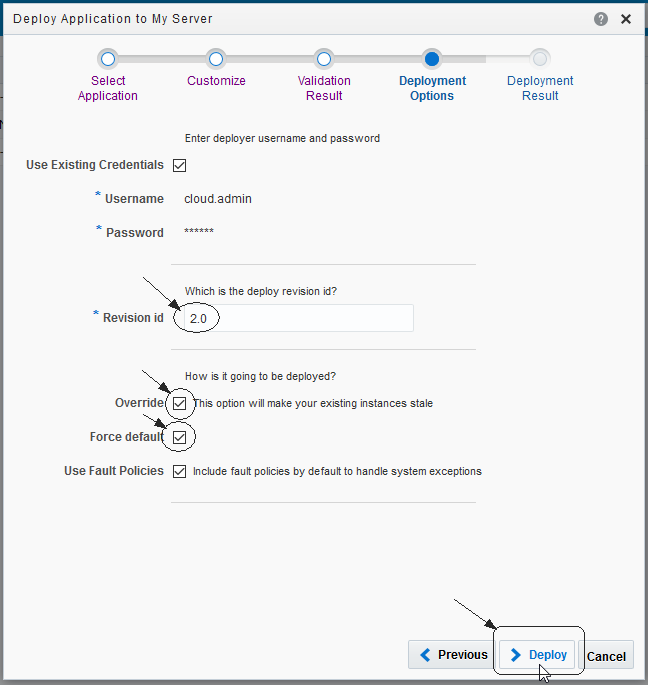 Deploy Application to My Server
?
Select Application
Customize
Validation Result
Deployment Options
Deployment Result
Enter deployer username and password
Use Existing Credentials
* Username cloud.admin
* Password ******
Which is the deploy revision id?
* Revision id 2.0
How is it going to be deployed?
Override This option will make your existing instances stale
Force default
Use Fault Policies Include fault policies by default to handle system exceptions
Previous Deploy Cancel